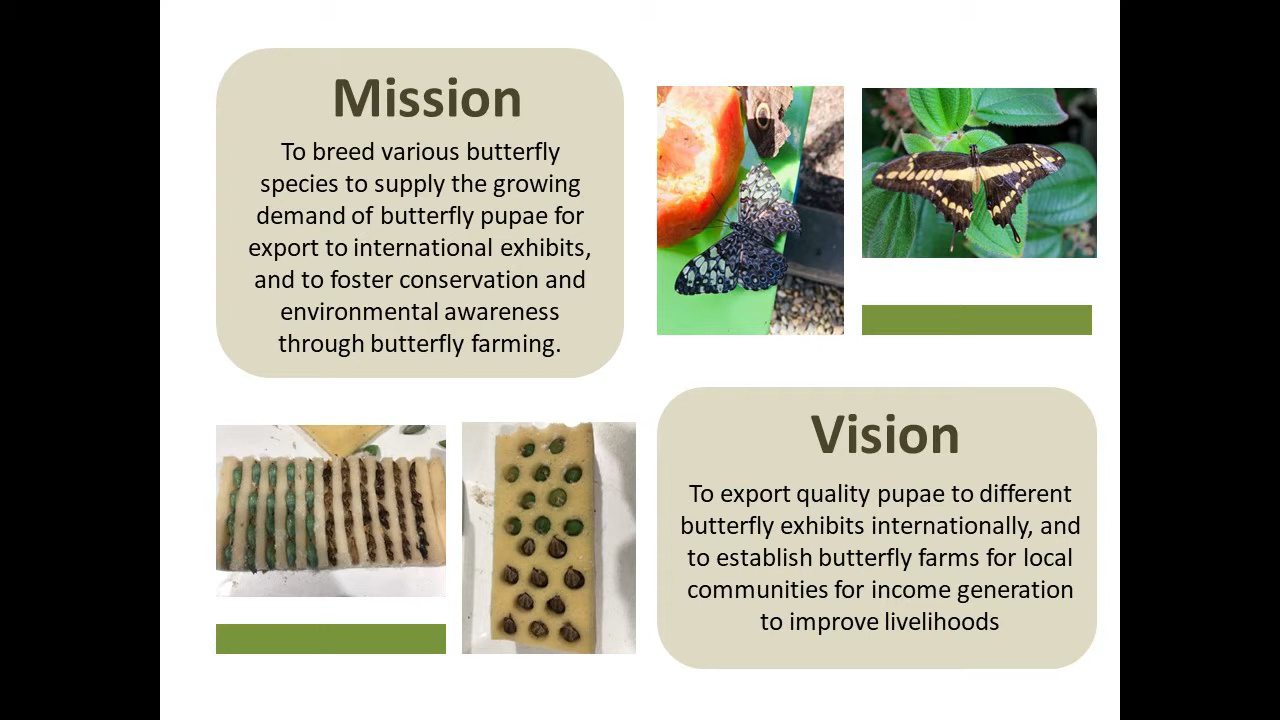 Mission
To breed various butterfly
species to supply the growing
demand of butterfly pupae for
export to international exhibits,
and to foster conservation and
environmental awareness
through butterfly farming.
Vision
To export quality pupae to different
butterfly exhibits internationally, and
to establish butterfly farms for local
communities for income generation
to improve livelihoods